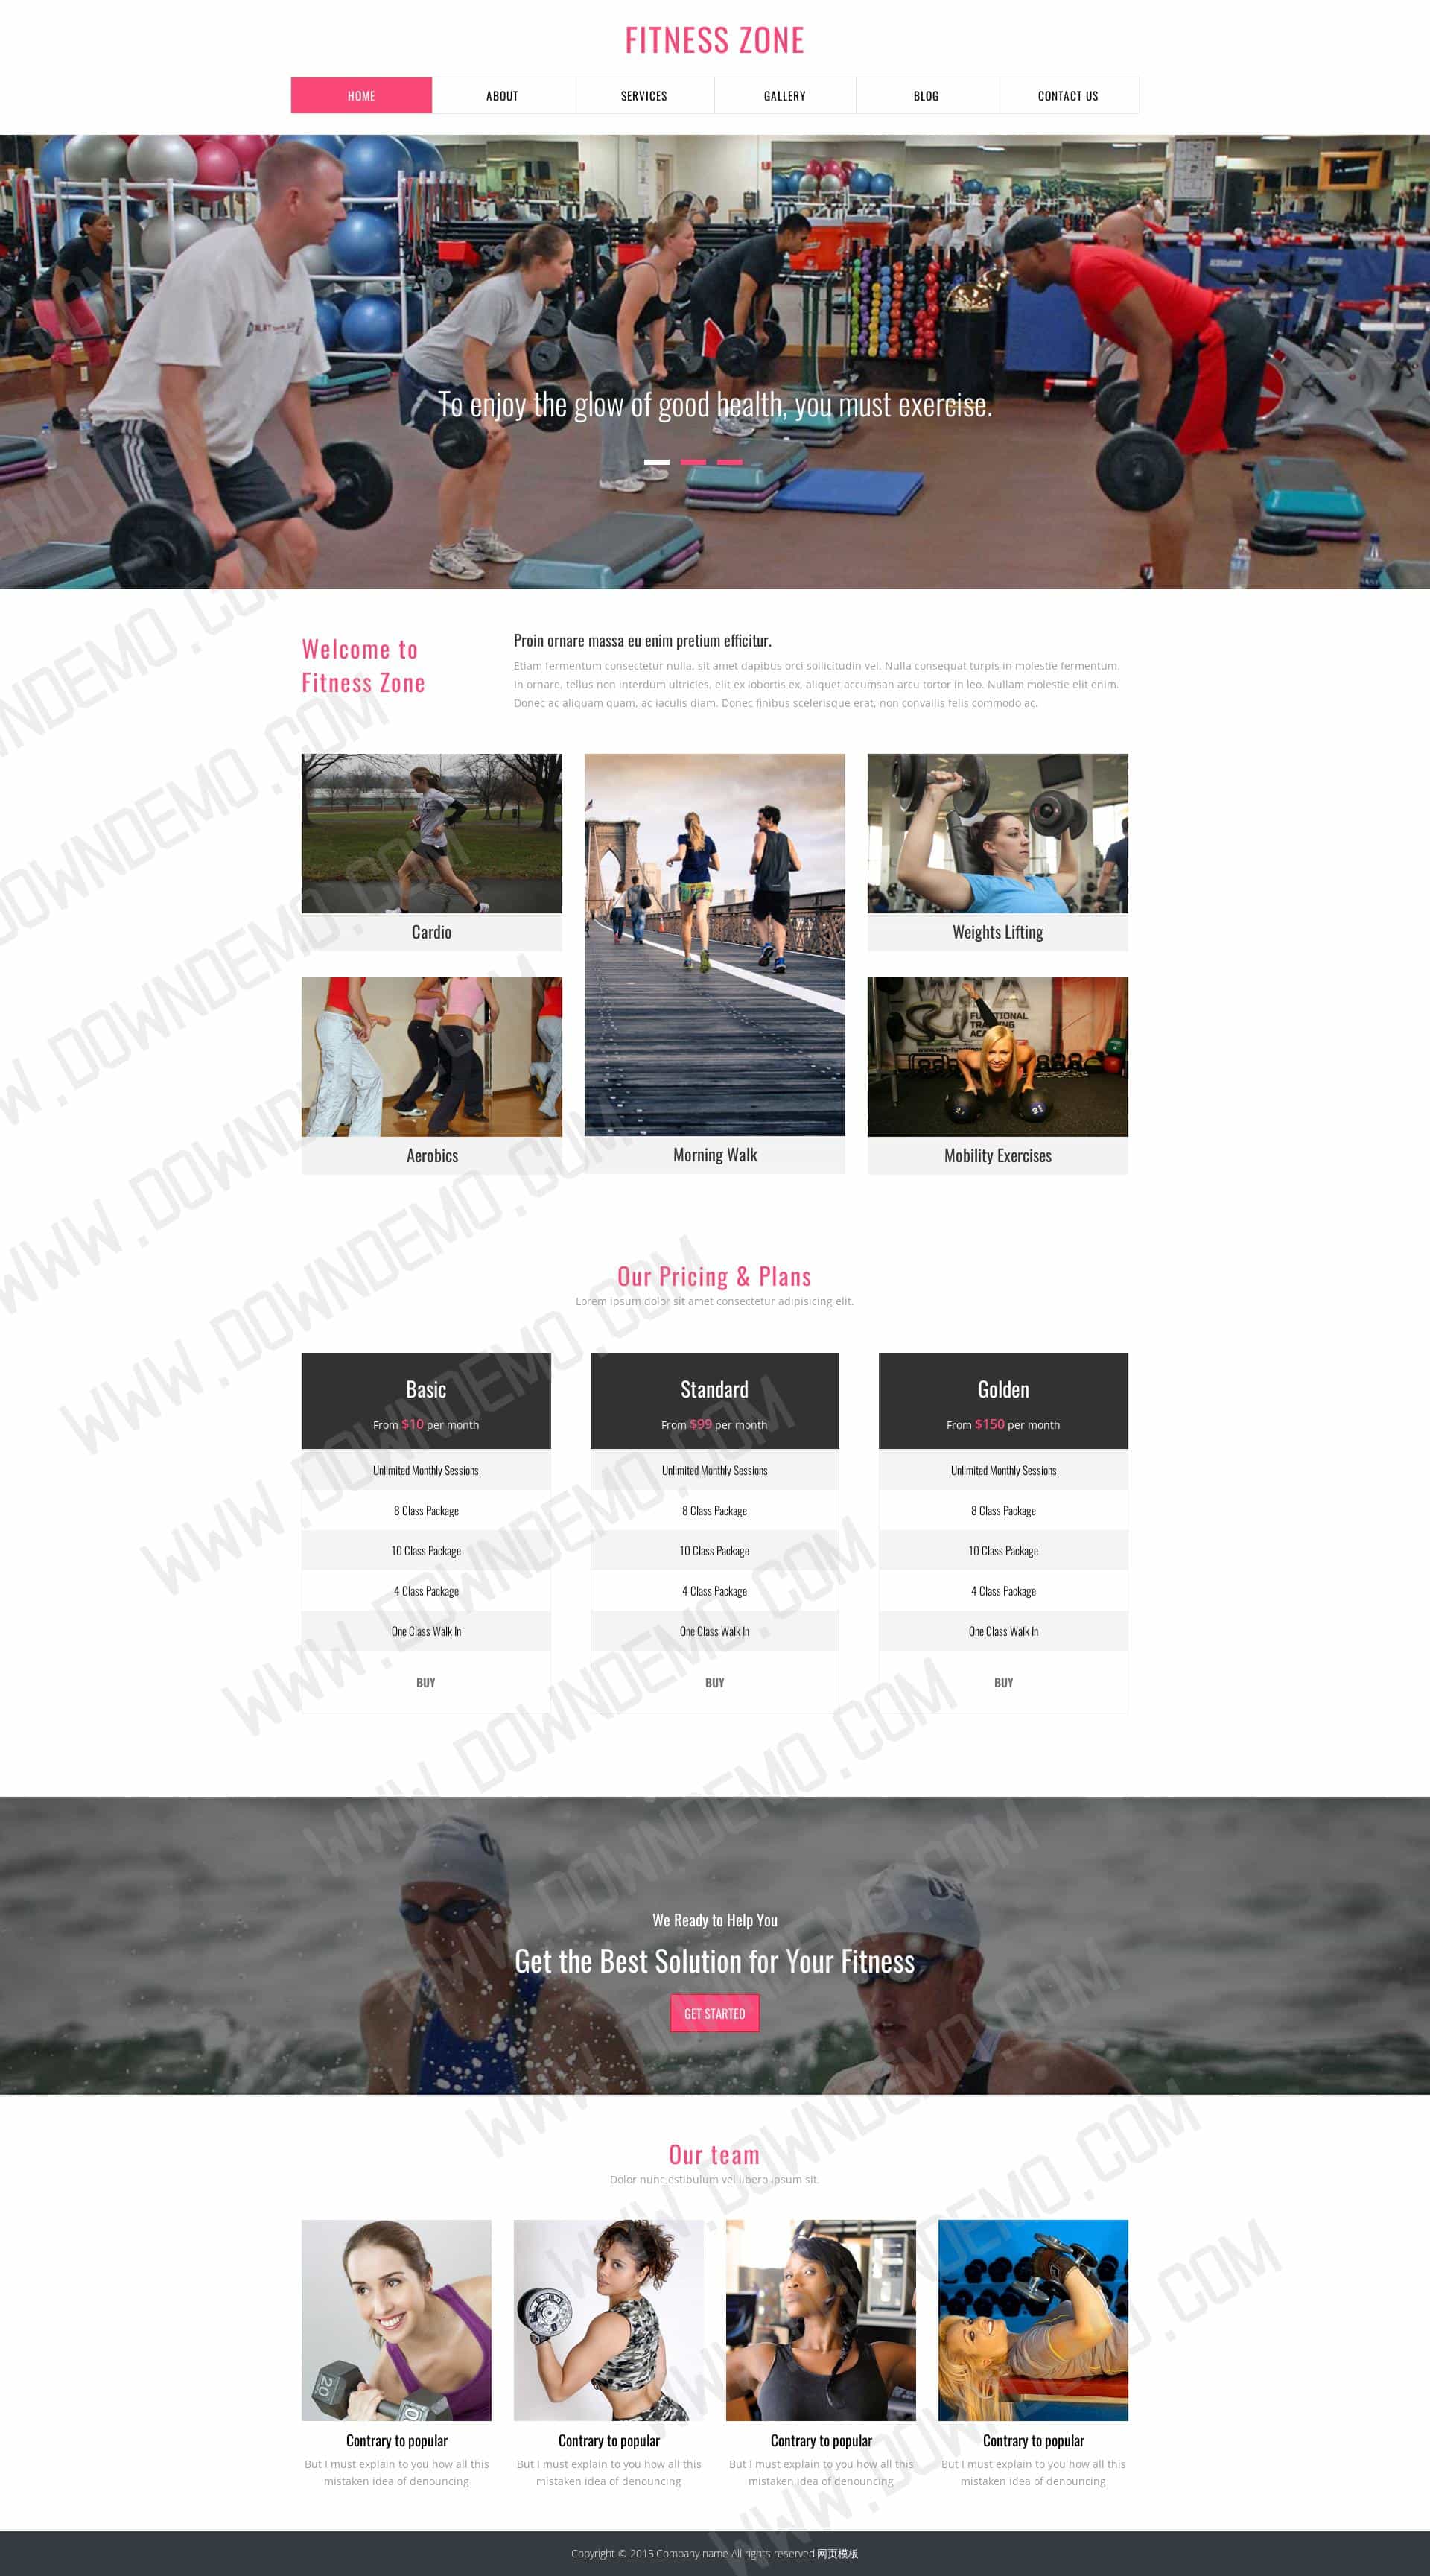 FITNESS ZONE
HOME ABOUT SERVICES GALLERY BLOG CONTACT US
To enjoy the glow of good health, you must exercise.
Welcome to
Fitness Zone
Proin ornare massa eu enim pretium efficitur.
Etiam fermentum consectetur nulla, sit amet dapibus orci sollicitudin vel. Nulla consequat turpis in molestie fermentum.
In ornare, tellus non interdum ultricies, elit ex lobortis ex, aliquet accumsan arcu tortor in leo. Nullam molestie elit enim.
Donec ac aliquam quam, ac iaculis diam. Donec finibus scelerisque erat, non convallis felis commodo ac.
Cardio
Weights Lifting
Aerobics
Morning Walk
Mobility Exercises
Our Pricing & Plans
Lorem ipsum dolor sit amet consectetur adipisicing elit.
Basic
From $10 per month
Unlimited Monthly Sessions
8 Class Package
10 Class Package
4 Class Package
One Class Walk In
BUY
Standard
From $99 per month
Unlimited Monthly Sessions
8 Class Package
10 Class Package
4 Class Package
One Class Walk In
BUY
Golden
From $150 per month
Unlimited Monthly Sessions
8 Class Package
10 Class Package
4 Class Package
One Class Walk In
BUY
We Ready to Help You
Get the Best Solution for Your Fitness
GET STARTED
Our team
Dolor nunc estibulum vel libero ipsum sit.
Contrary to popular
But I must explain to you how all this
mistaken idea of denouncing
Contrary to popular
But I must explain to you how all this
mistaken idea of denouncing
Contrary to popular
But I must explain to you how all this
mistaken idea of denouncing
Contrary to popular
But I must explain to you how all this
mistaken idea of denouncing
Copyright © 2015.Company name All rights reserved.网页模板
WWW.DOWNDEMO.COM